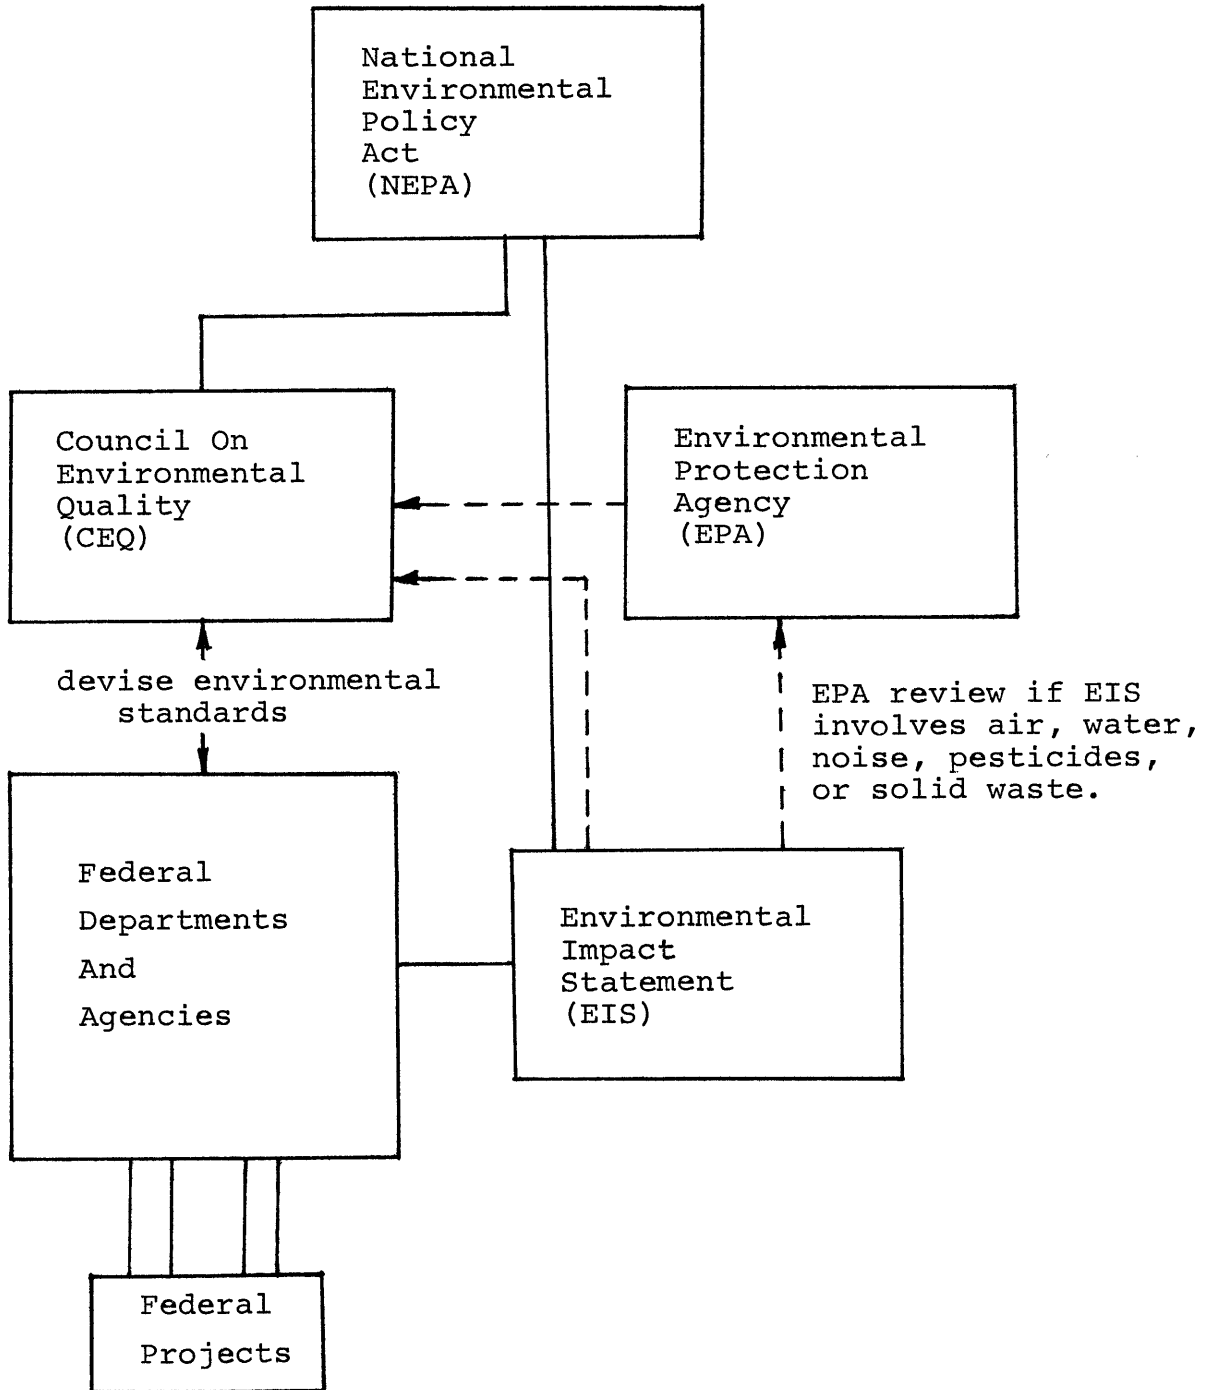 National
Environmental
Policy
Act
(NEPA)
Council On
Environmental
Quality
(CEQ)
Environmental
Protection
Agency
(EPA)
devise environmental
standards
EPA review if EIS
involves air, water,
noise, pesticides,
or solid waste.
Federal
Departments
And
Agencies
Environmental
Impact
Statement
(EIS)
Federal
Projects